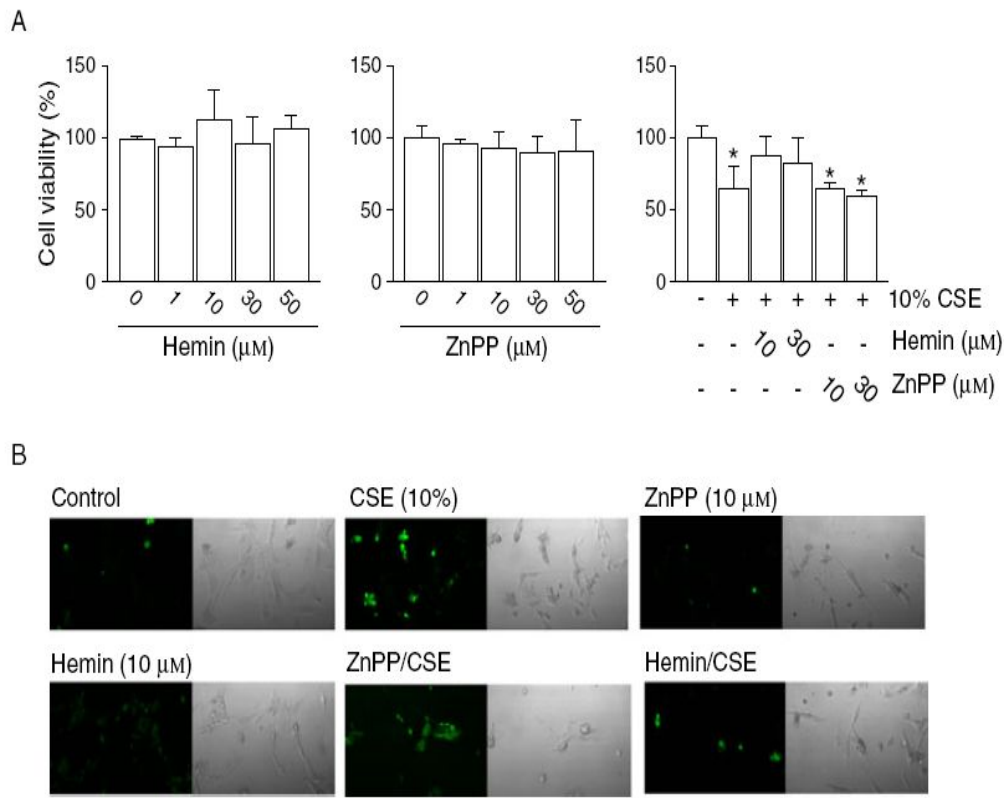 A
Cell viability (%)
150
100
50
0
0 1 10 30 50
Hemin (µM)
150
100
50
0
0 1 10 30 50
ZnPP (µM)
150
100
50
0
* * *
- + + + + + 10% CSE
- - 10 30 - - Hemin (µM)
- - - - 10 30 ZnPP (µM)
B
Control CSE (10%) ZnPP (10 µM)
Hemin (10 µM) ZnPP/CSE Hemin/CSE